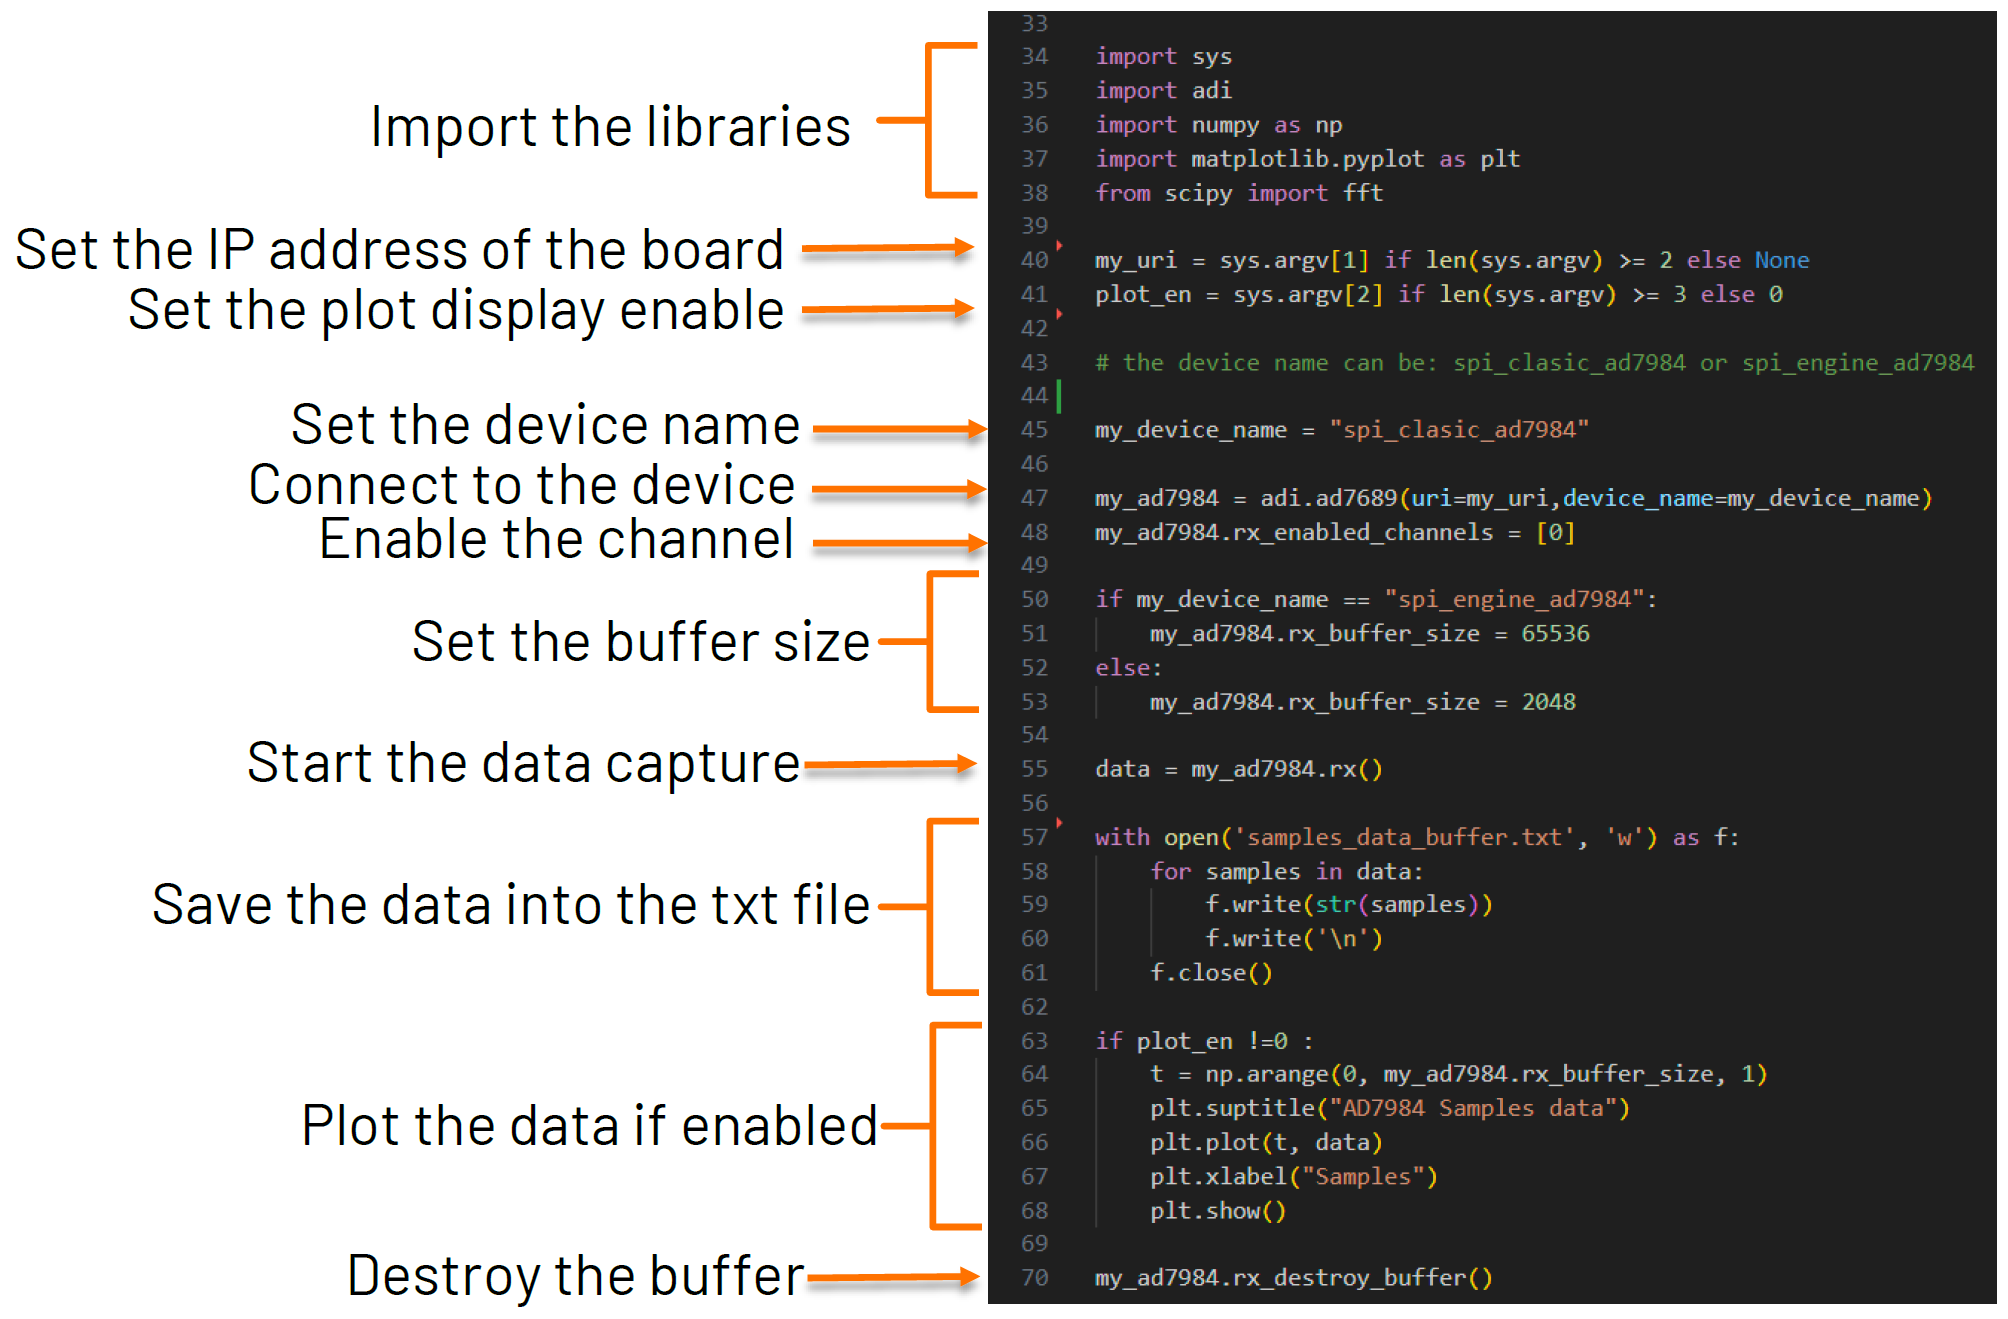 Import the libraries
Set the IP address of the board
Set the plot display enable
Set the device name
Connect to the device
Enable the channel
Set the buffer size
Start the data capture
Save the data into the txt file
Plot the data if enabled
Destroy the buffer
33
34 import sys
35 import adi
36 import numpy as np
37 import matplotlib.pyplot as plt
38 from scipy import fft
39
40 my_uri = sys.argv[1] if len(sys.argv) >= 2 else None
41 plot_en = sys.argv[2] if len(sys.argv) >= 3 else 0
42
43 # the device name can be: spi_clasic_ad7984 or spi_engine_ad7984
44
45 my_device_name = "spi_clasic_ad7984"
46
47 my_ad7984 = adi.ad7689(uri=my_uri,device_name=my_device_name)
48 my_ad7984.rx_enabled_channels = [0]
49
50 if my_device_name == "spi_engine_ad7984":
51     my_ad7984.rx_buffer_size = 65536
52 else:
53     my_ad7984.rx_buffer_size = 2048
54
55 data = my_ad7984.rx()
56
57 with open('samples_data_buffer.txt', 'w') as f:
58     for samples in data:
59         f.write(str(samples))
60         f.write('\n')
61     f.close()
62
63 if plot_en !=0 :
64     t = np.arange(0, my_ad7984.rx_buffer_size, 1)
65     plt.suptitle("AD7984 Samples data")
66     plt.plot(t, data)
67     plt.xlabel("Samples")
68     plt.show()
69
70 my_ad7984.rx_destroy_buffer()